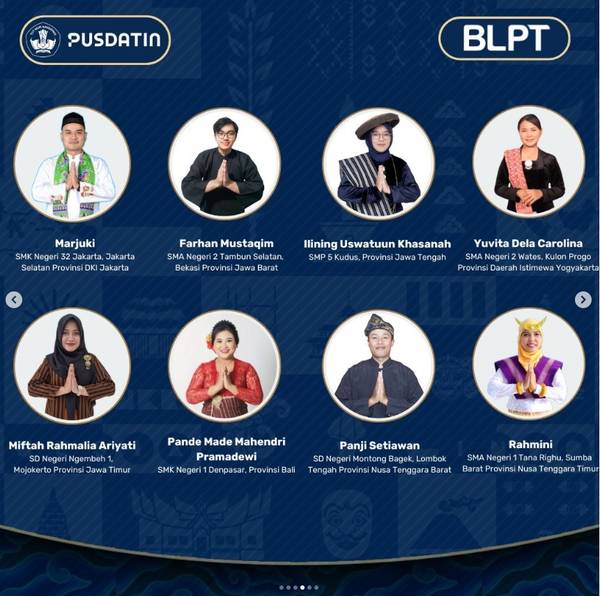 PUSDATIN
BLPT
Marjuki
SMK Negeri 32 Jakarta, Jakarta
Selatan Provinsi DKI Jakarta
Farhan Mustaqim
SMA Negeri 2 Tambun Selatan,
Bekasi Provinsi Jawa Barat
Ilining Uswatuun Khasanah
SMP 5 Kudus, Provinsi Jawa Tengah
Yuvita Dela Carolina
SMA Negeri 2 Wates, Kulon Progo
Provinsi Daerah Istimewa Yogyakarta
Miftah Rahmalia Ariyati
SD Negeri Ngembeh 1,
Mojokerto Provinsi Jawa Timur
Pande Made Mahendri
Pramadewi
SMK Negeri 1 Denpasar, Provinsi Bali
Panji Setiawan
SD Negeri Montong Bagek, Lombok
Tengah Provinsi Nusa Tenggara Barat
Rahmini
SMA Negeri 1 Tana Righu, Sumba
Barat Provinsi Nusa Tenggara Timur